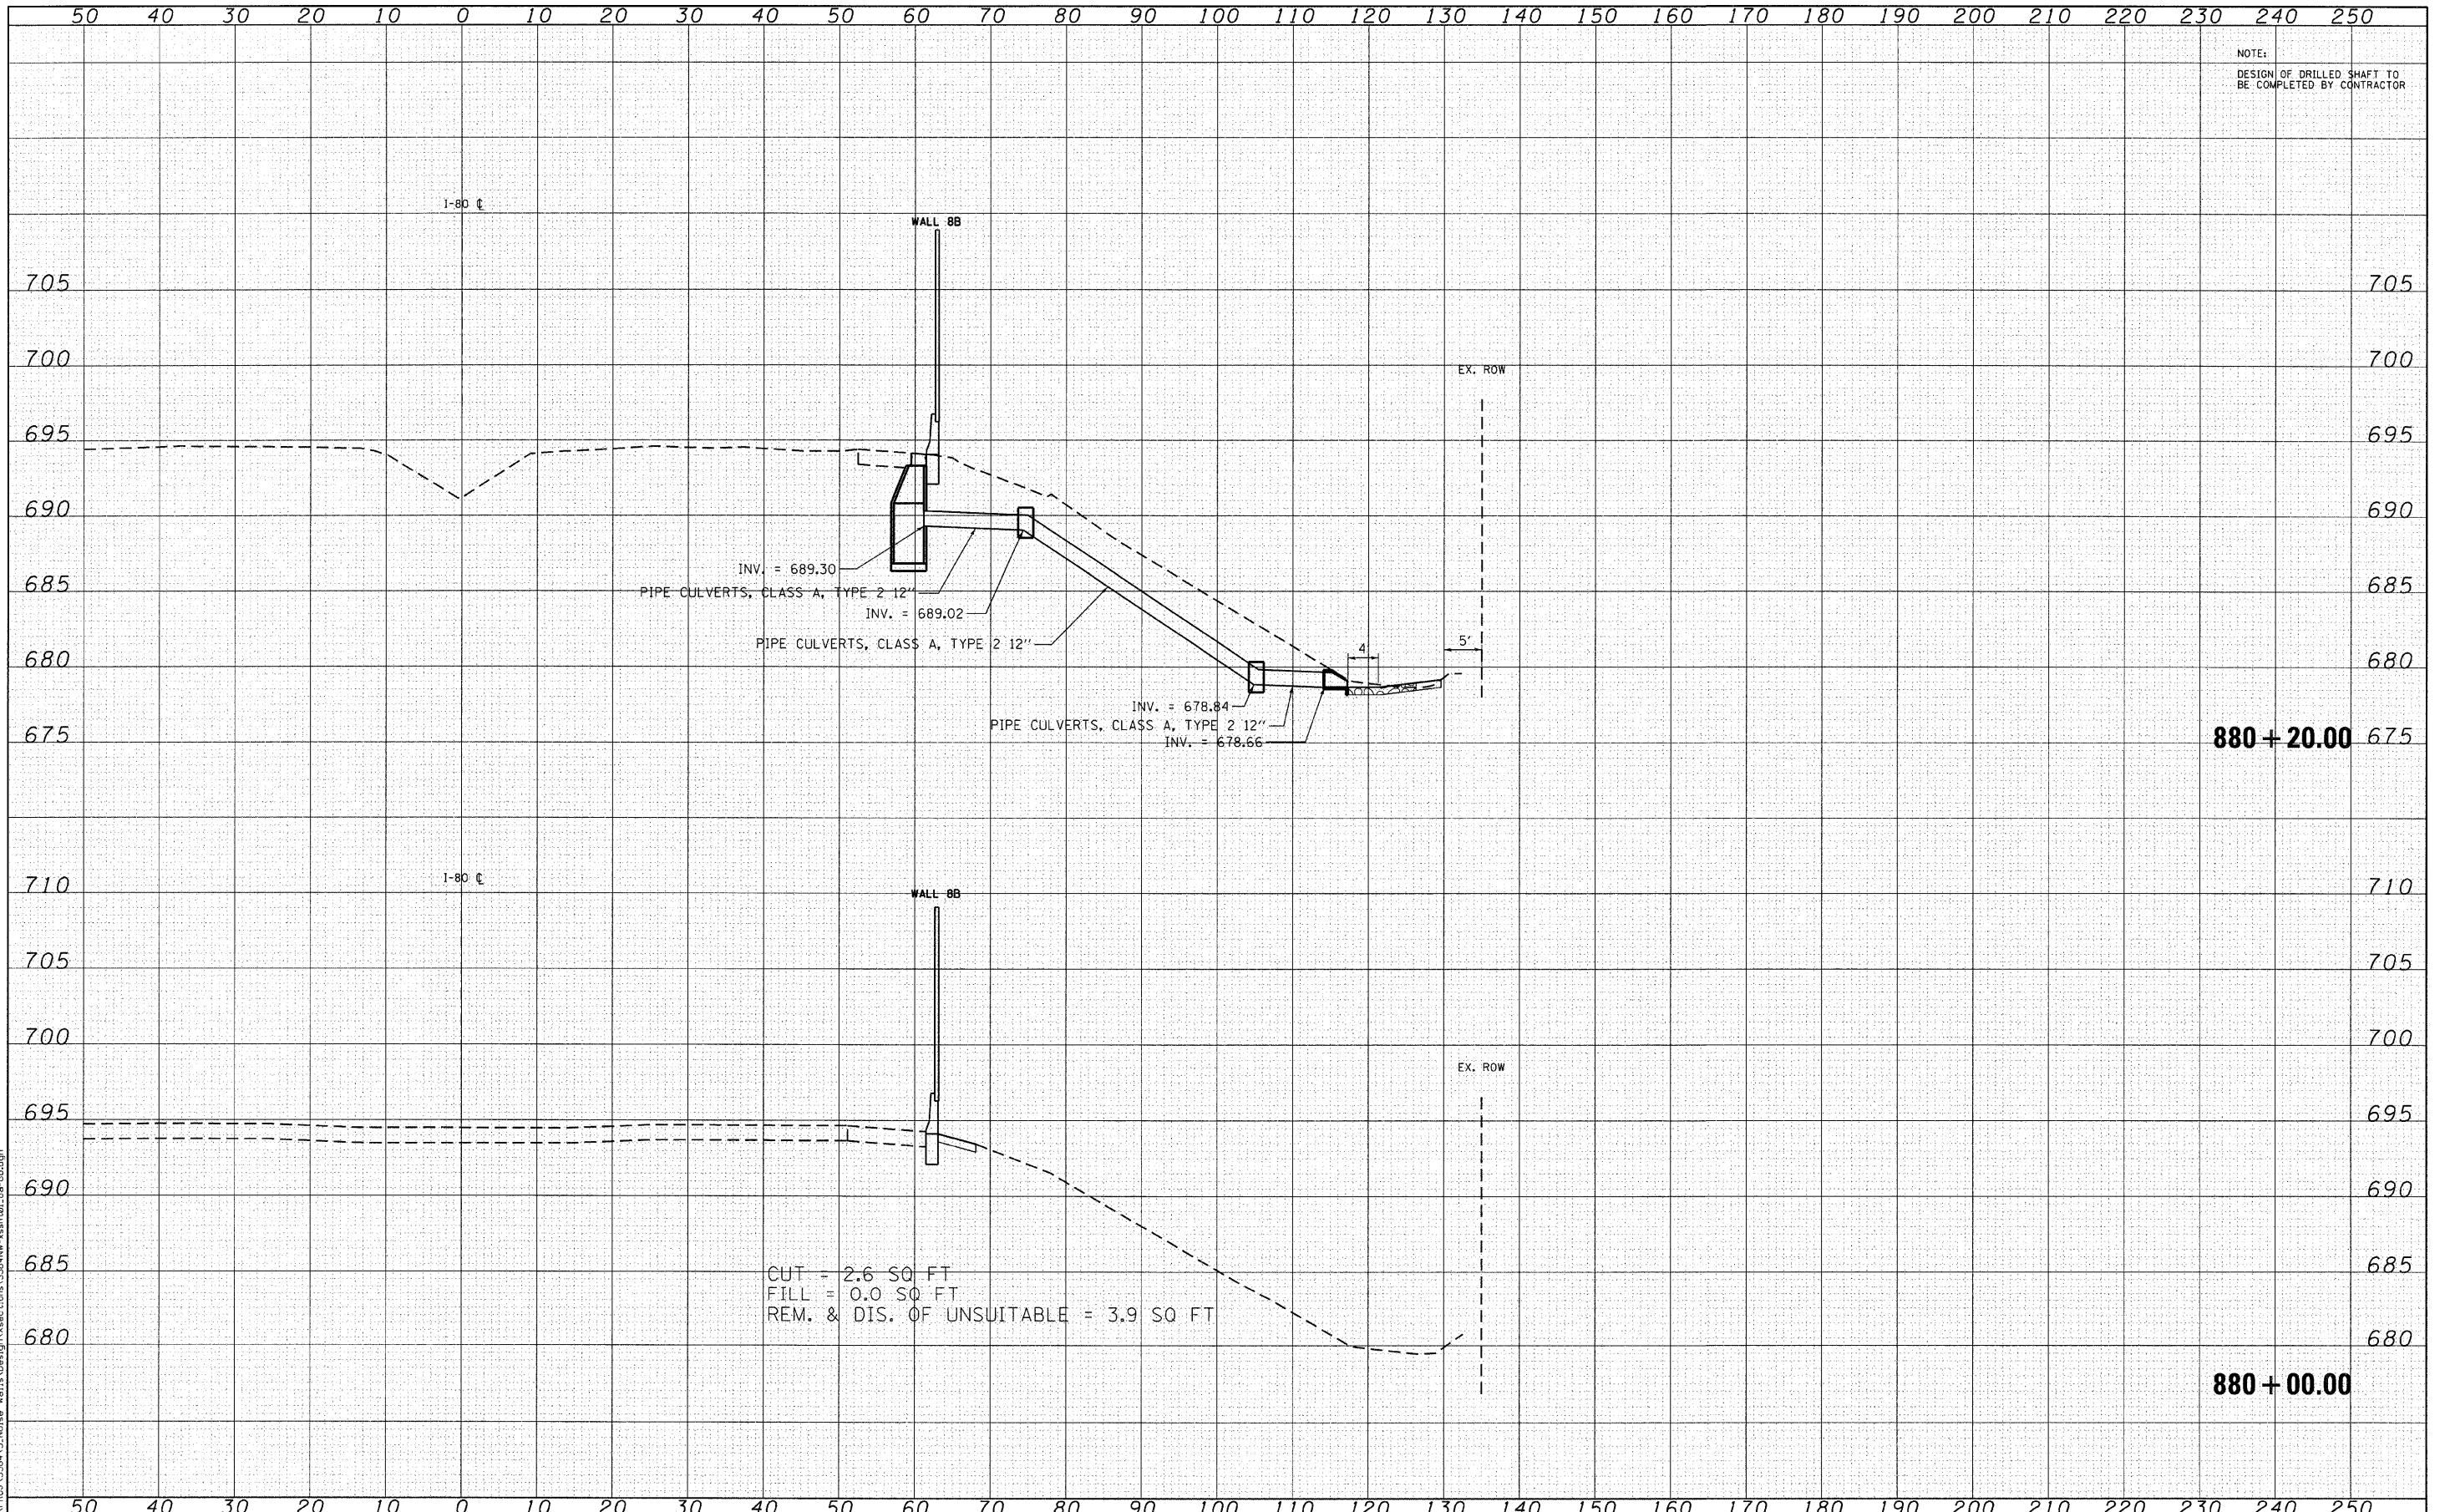 50 40 30 20 10 0 10 20 30 40 50 60 70 80 90 100 110 120 130 140 150 160 170 180 190 200 210 220 230 240 250
NOTE:
DESIGN OF DRILLED SHAFT TO
BE COMPLETED BY CONTRACTOR
I-80 ℄
WALL 8B
705 705
700 700
EX. ROW
695 695
690 690
INV. = 689.30
685 685
PIPE CULVERTS, CLASS A, TYPE 2 12"
INV. = 689.02
PIPE CULVERTS, CLASS A, TYPE 2 12"
4 5'
680 680
INV. = 678.84
PIPE CULVERTS, CLASS A, TYPE 2 12"
INV. = 678.66
675 880+20.00 675
I-80 ℄
710 710
WALL 8B
705 705
700 700
EX. ROW
695 695
690 690
685 685
CUT = 2.6 SQ FT
FILL = 0.0 SQ FT
REM. & DIS. OF UNSUITABLE = 3.9 SQ FT
680 680
880+00.00
50 40 30 20 10 0 10 20 30 40 50 60 70 80 90 100 110 120 130 140 150 160 170 180 190 200 210 220 230 240 250